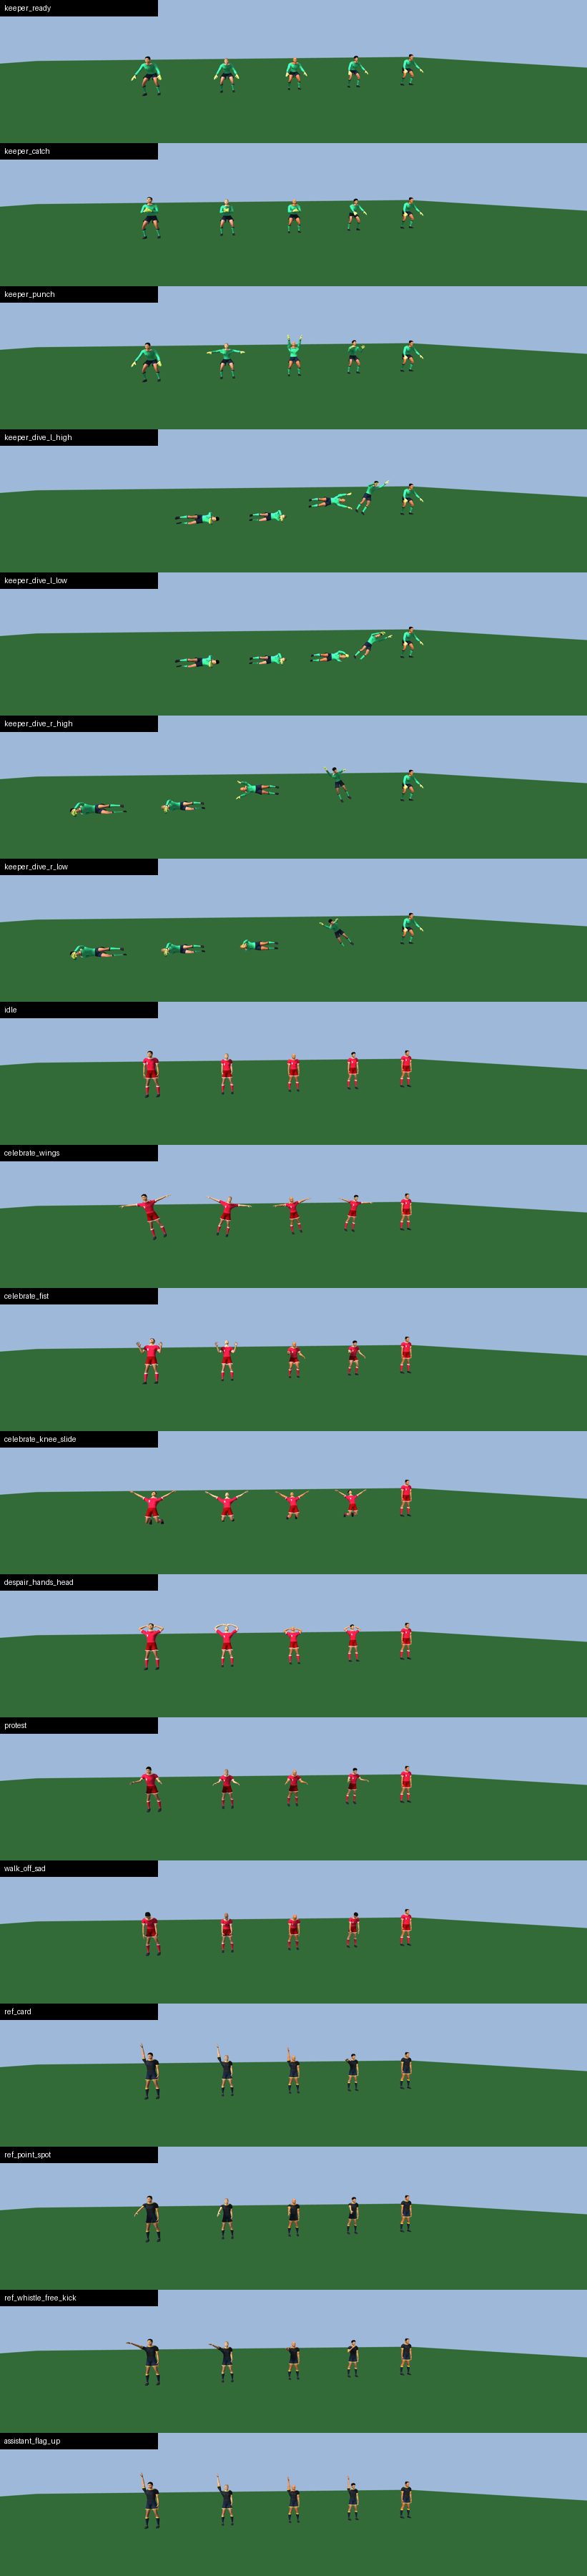 keeper_ready
keeper_catch
keeper_punch
keeper_dive_l_high
keeper_dive_l_low
keeper_dive_r_high
keeper_dive_r_low
idle
celebrate_wings
celebrate_fist
celebrate_knee_slide
despair_hands_head
protest
walk_off_sad
ref_card
ref_point_spot
ref_whistle_free_kick
assistant_flag_up